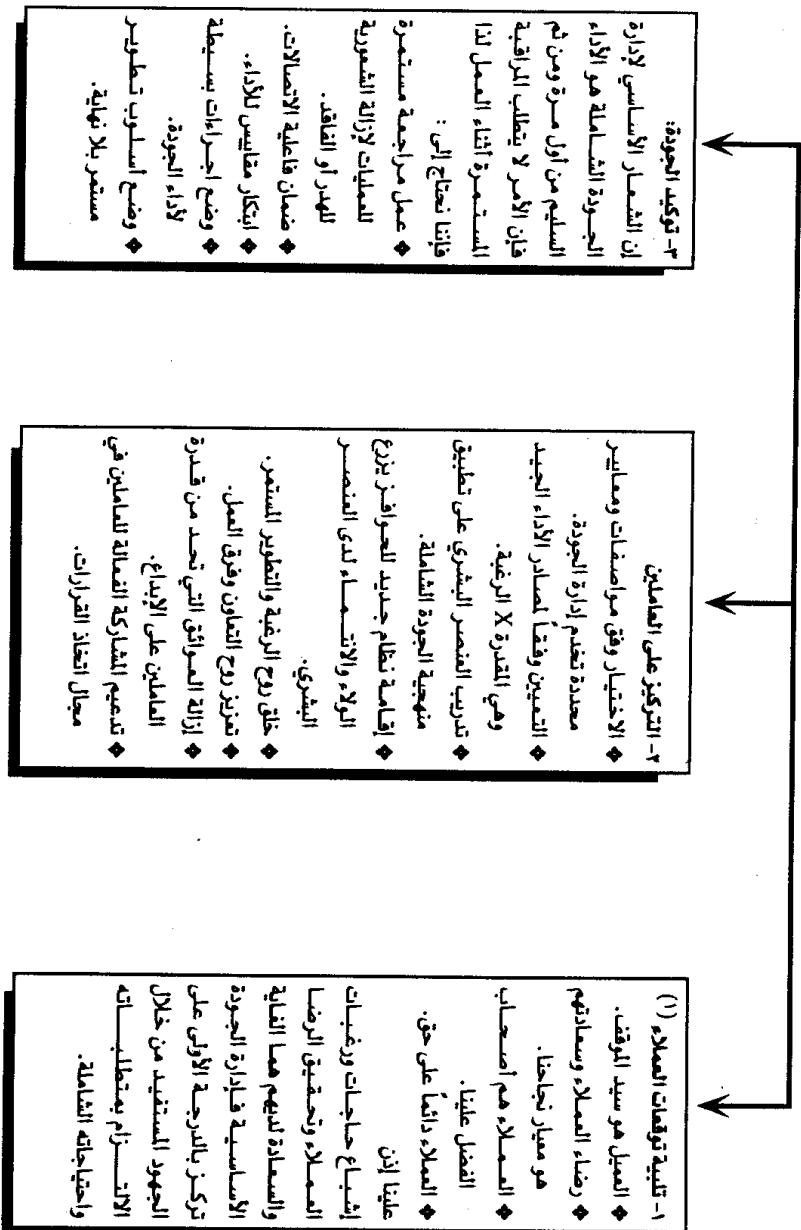 ١- تلبية توقعات العملاء (١)
◆ العميل هو سيد الموقف.
◆ رضاء العملاء وسعادتهم
هو معيار نجاحنا.
◆ العملاء هم أصحاب
الفضل علينا.
◆ العملاء دائماً على حق.
علينا إذن
إشباع حاجات ورغبات
العملاء وتحقيق الرضا
والسعادة لديهم هما الغاية
الأساسية فإدارة الجودة
تركز بالدرجة الأولى على
الجهود المستفيد من خلال
الالتزام بمتطلباته
واحتياجاته الشاملة.
٢- التركيز على العاملين
◆ الاختيار وفق مواصفات ومعايير
محددة تخدم إدارة الجودة.
◆ التعيين وفقاً لمصادر الأداء الجيد
وهي المقدرة X الرغبة.
◆ تدريب العنصر البشري على تطبيق
منهجية الجودة الشاملة.
◆ إقامة نظام جديد للحوافز يزرع
الولاء والانتماء لدى العنصر
البشري.
◆ خلق روح الرغبة والتطوير المستمر.
◆ تعزيز روح التعاون وفرق العمل.
◆ إزالة العوائق التي تحد من قدرة
العاملين على الإبداع.
◆ تدعيم المشاركة الفعالة للعاملين في
مجال اتخاذ القرارات.
٣- توكيد الجودة:
إن الشعار الأساسي لإدارة
الجودة الشاملة هو الأداء
السليم من أول مرة ومن ثم
فإن الأمر لا يتطلب المراقبة
المستمرة أثناء العمل لذا
فإننا نحتاج إلى :
◆ عمل مراجعة مستمرة
للعمليات لإزالة الشعورية
للهدر أو الفاقد.
◆ ضمان فاعلية الاتصالات.
◆ ابتكار مقاييس للأداء.
◆ وضع اجراءات بسيطة
لأداء الجودة.
◆ وضع أسلوب تطوير
مستمر بلا نهاية.